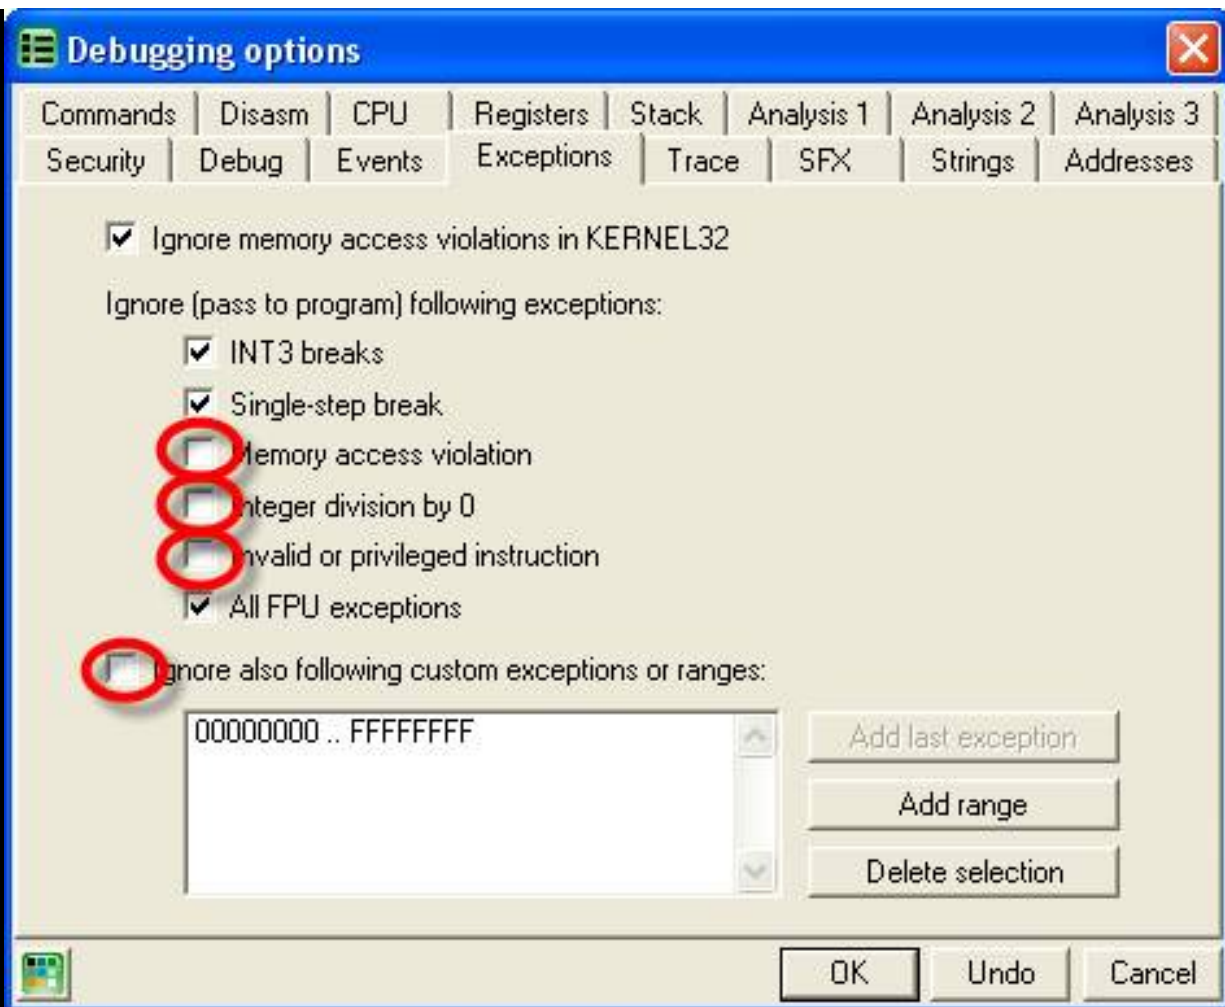 Debugging options
Commands Disasm CPU Registers Stack Analysis 1 Analysis 2 Analysis 3
Security Debug Events Exceptions Trace SFX Strings Addresses
Ignore memory access violations in KERNEL32
Ignore (pass to program) following exceptions:
INT3 breaks
Single-step break
Memory access violation
Integer division by 0
Invalid or privileged instruction
All FPU exceptions
Ignore also following custom exceptions or ranges:
00000000 .. FFFFFFFF
Add last exception
Add range
Delete selection
OK Undo Cancel